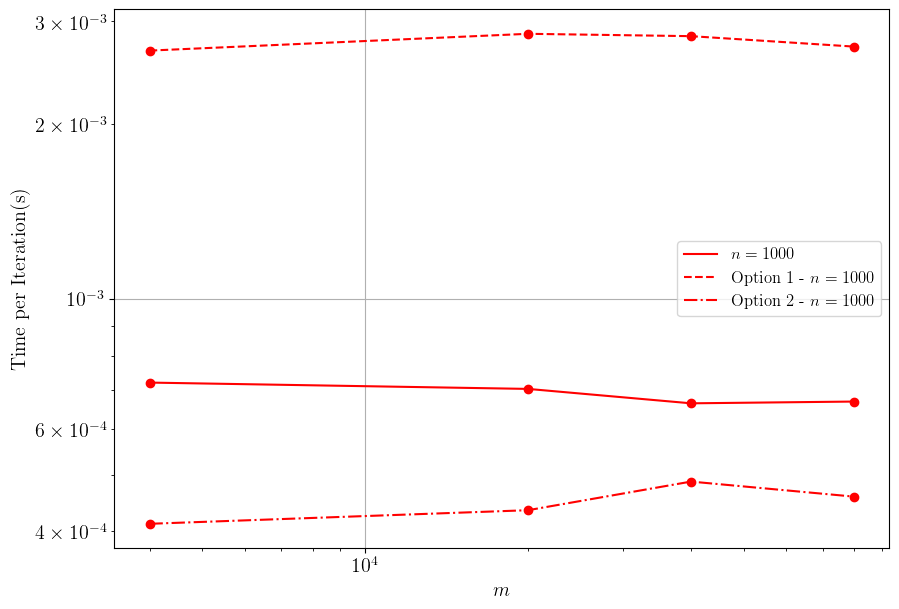 3 × 10⁻³
2 × 10⁻³
10⁻³
6 × 10⁻⁴
4 × 10⁻⁴
Time per Iteration(s)
n = 1000
Option 1 - n = 1000
Option 2 - n = 1000
10⁴
m